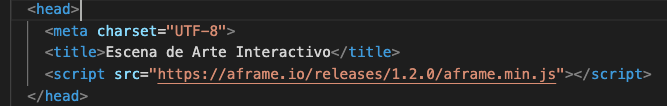 <head>
<meta charset="UTF-8">
<title>Escena de Arte Interactivo</title>
<script src="https://aframe.io/releases/1.2.0/aframe.min.js"></script>
</head>